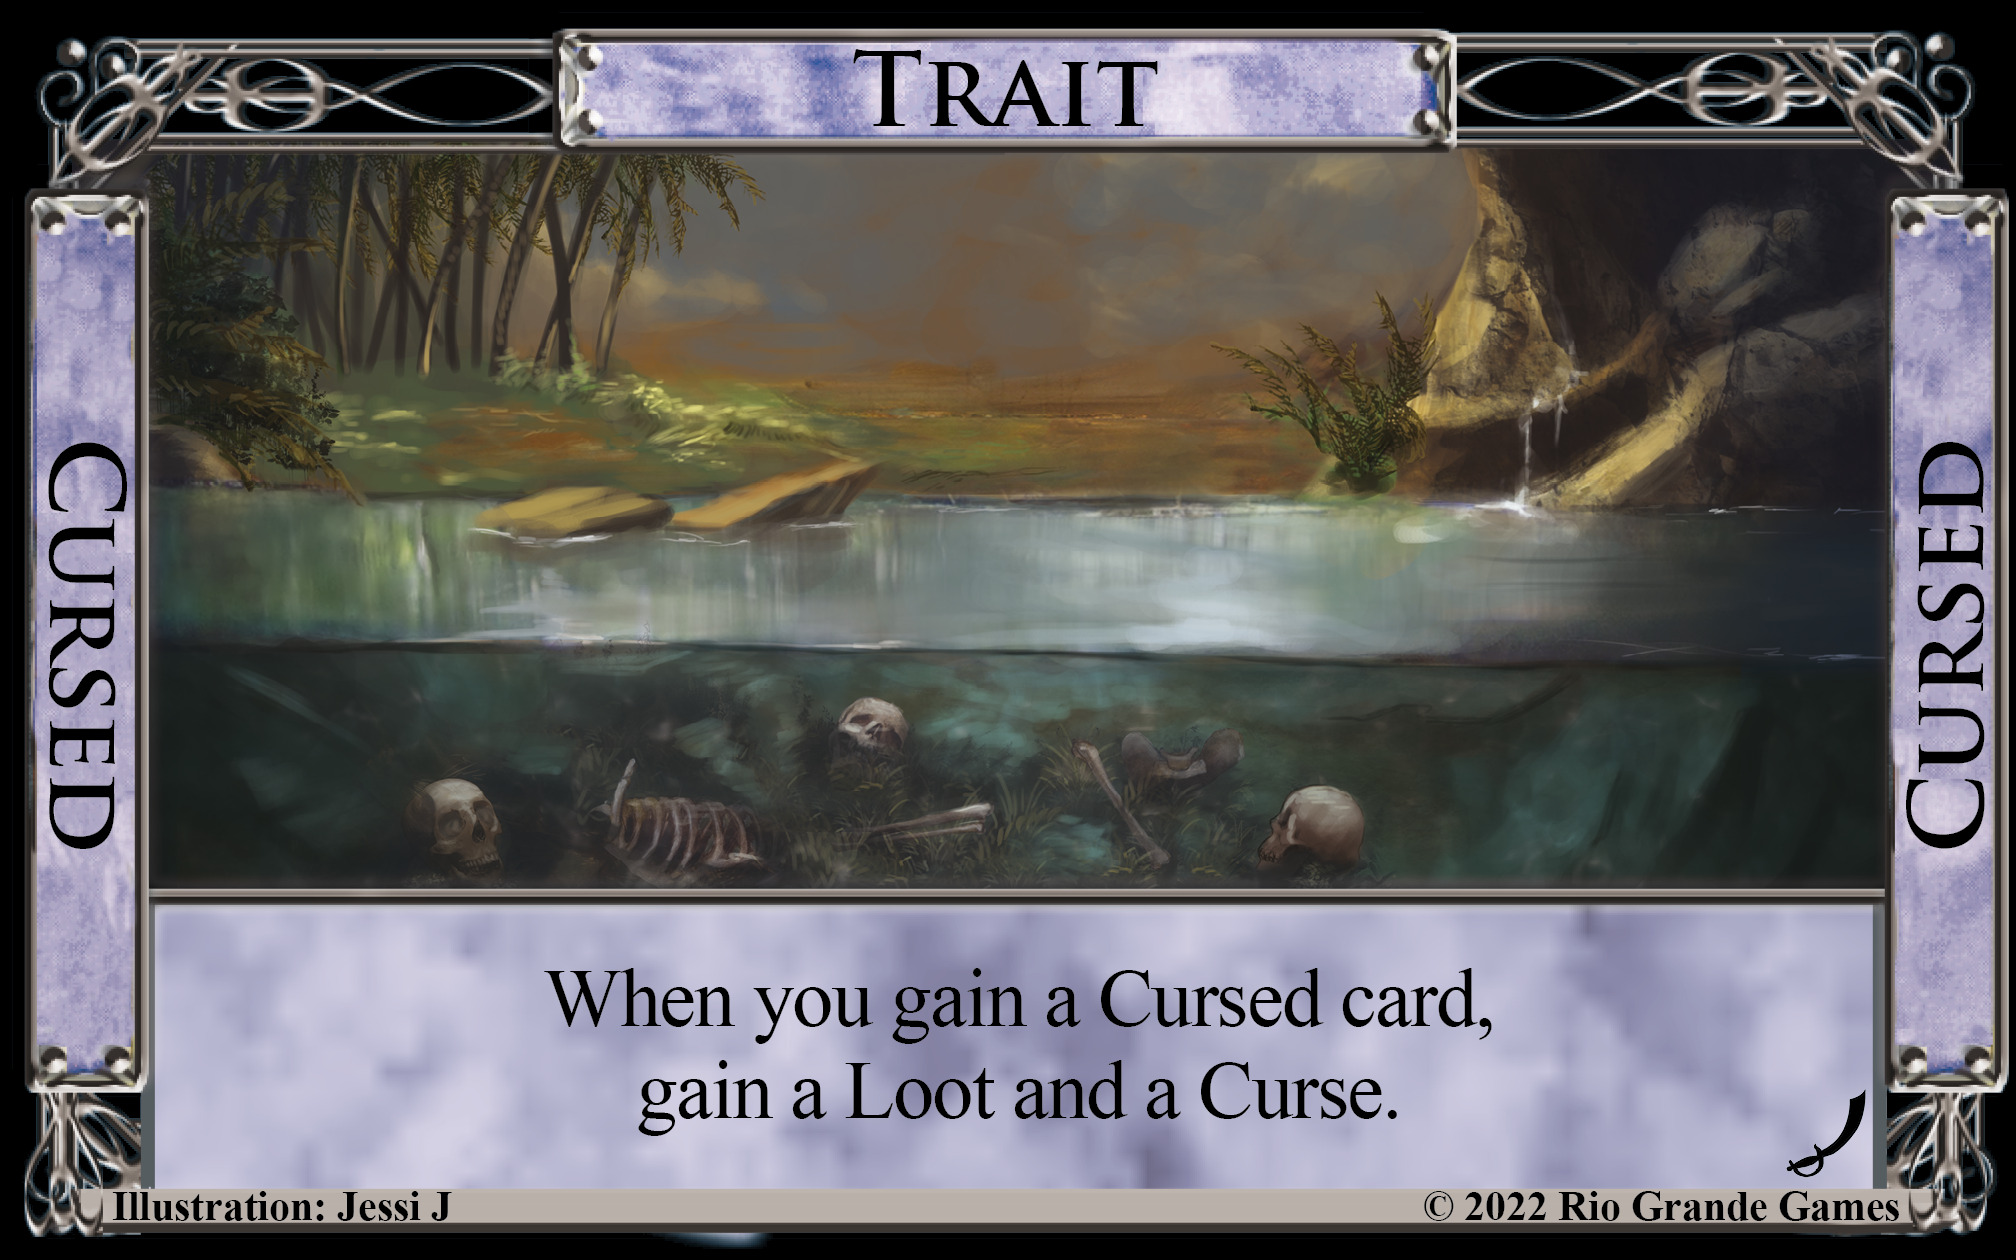 TRAIT
CURSED
CURSED
When you gain a Cursed card,
gain a Loot and a Curse.
Illustration: Jessi J
© 2022 Rio Grande Games